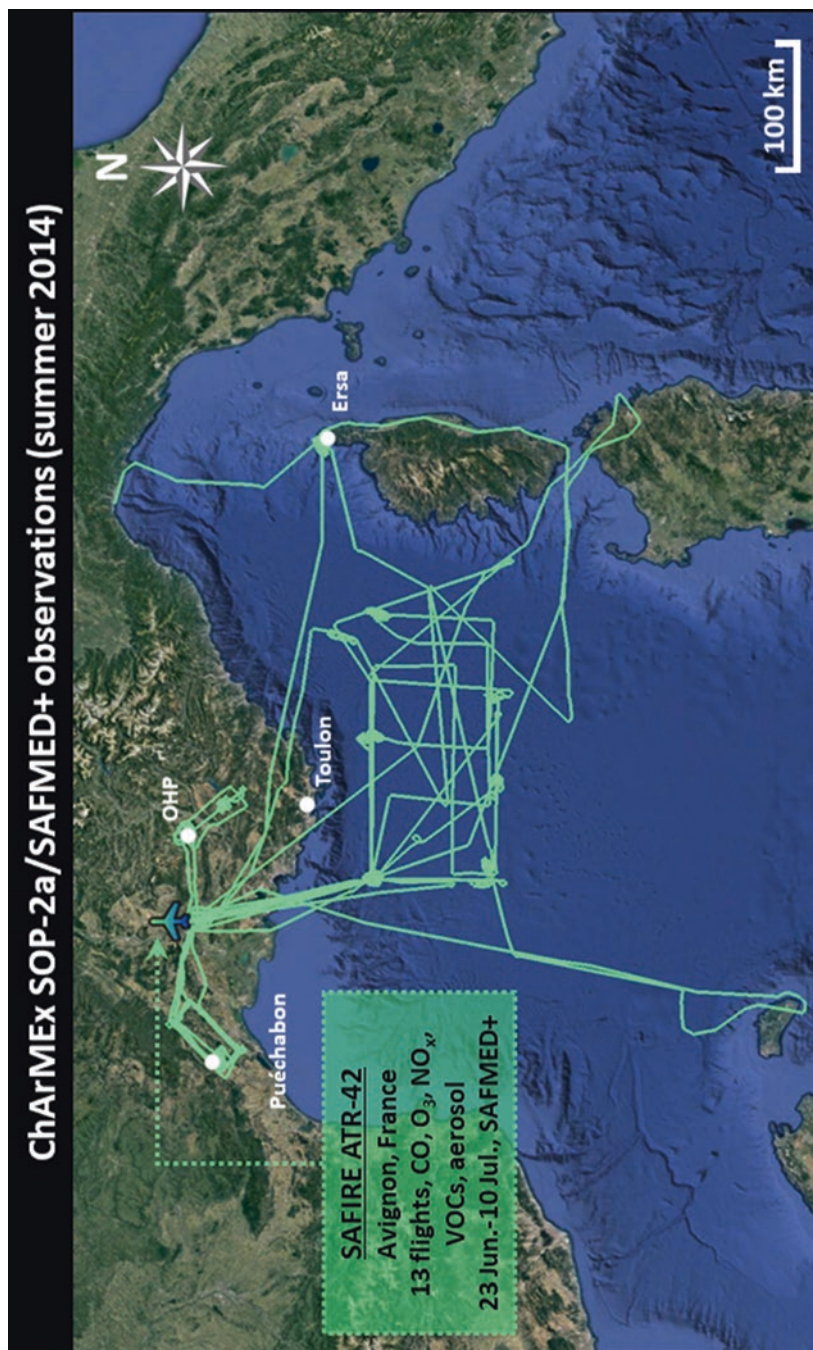 ChArMEx SOP-2a/SAFMED+ observations (summer 2014)
N
OHP
Puéchabon
Toulon
Ersa
SAFIRE ATR-42
Avignon, France
13 flights, CO, O₃, NOₓ,
VOCs, aerosol
23 Jun.-10 Jul., SAFMED+
100 km